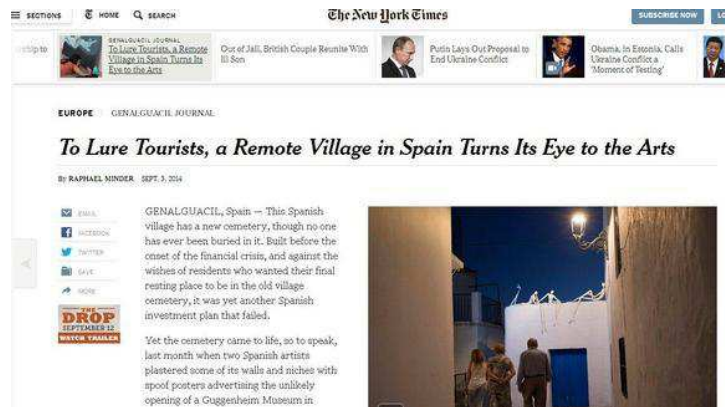 SECTIONS HOME SEARCH The New York Times SUBSCRIBE NOW LO
GENALGUACIL JOURNAL
To Lure Tourists, a Remote
Village in Spain Turns Its
Eye to the Arts
Out of Jail, British Couple Reunite With
Ill Son
Putin Lays Out Proposal to
End Ukraine Conflict
Obama, in Estonia, Calls
Ukraine Conflict a
'Moment of Testing'
EUROPE GENALGUACIL JOURNAL
To Lure Tourists, a Remote Village in Spain Turns Its Eye to the Arts
By RAPHAEL MINDER SEPT. 3, 2014
EMAIL
FACEBOOK
TWITTER
SAVE
MORE
THE
DROP
SEPTEMBER 12
WATCH TRAILER
GENALGUACIL, Spain — This Spanish
village has a new cemetery, though no one
has ever been buried in it. Built before the
onset of the financial crisis, and against the
wishes of residents who wanted their final
resting place to be in the old village
cemetery, it was yet another Spanish
investment plan that failed.
Yet the cemetery came to life, so to speak,
last month when two Spanish artists
plastered some of its walls and niches with
spoof posters advertising the unlikely
opening of a Guggenheim Museum in